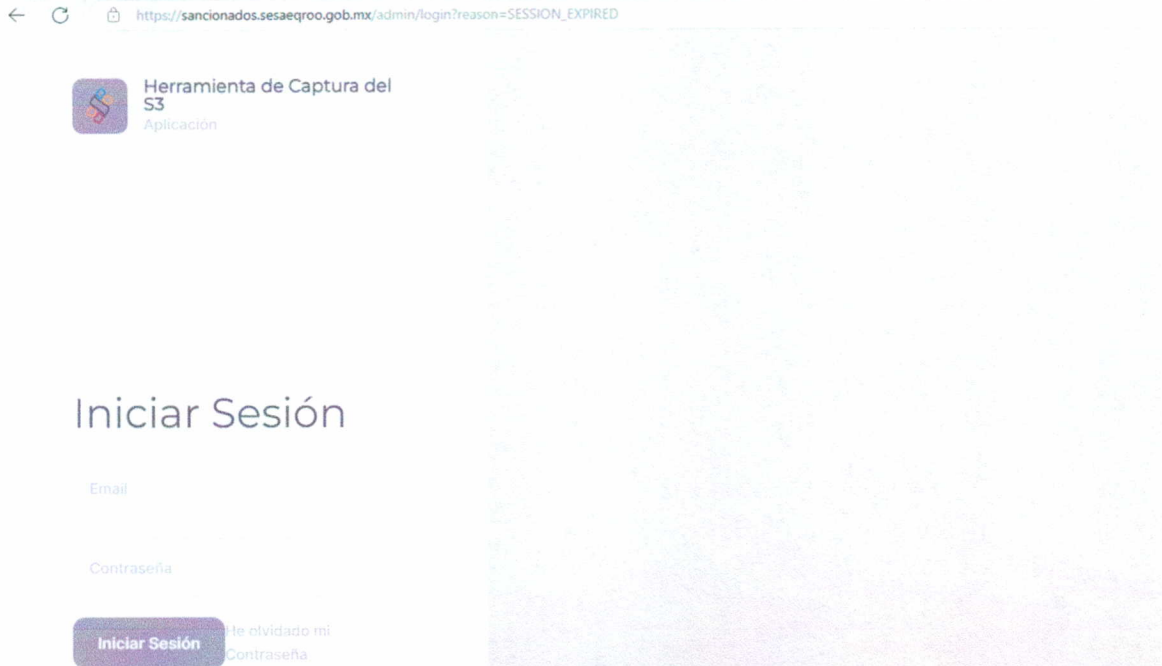 https://sancionados.sesaeqroo.gob.mx/admin/login?reason=SESSION_EXPIRED
Herramienta de Captura del
S3
Aplicación
Iniciar Sesión
Email
Contraseña
Iniciar Sesión
He olvidado mi
Contraseña